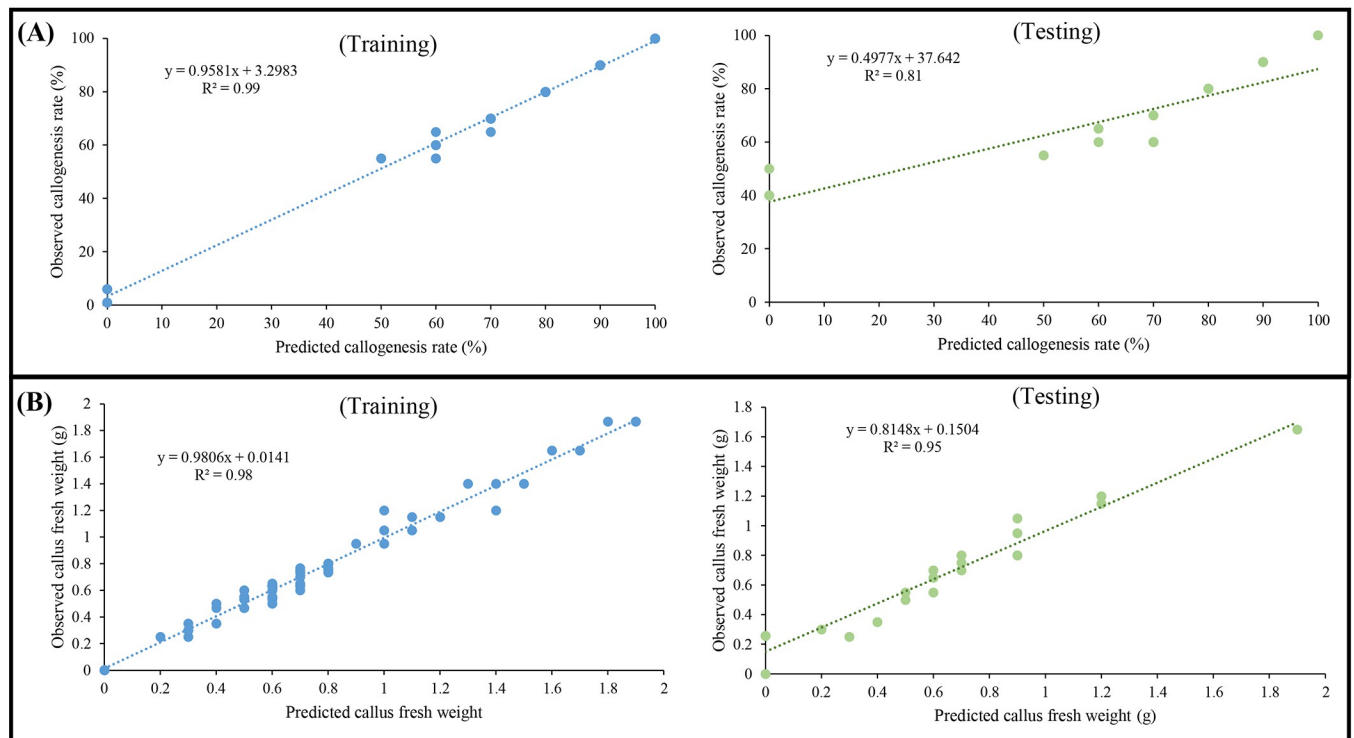 (A)
(Training)
y = 0.9581x + 3.2983
R² = 0.99
Observed callogenesis rate (%)
100
80
60
40
20
0
0 10 20 30 40 50 60 70 80 90 100
Predicted callogenesis rate (%)
(Testing)
y = 0.4977x + 37.642
R² = 0.81
Observed callogenesis rate (%)
100
80
60
40
20
0
0 10 20 30 40 50 60 70 80 90 100
Predicted callogenesis rate (%)
(B)
(Training)
y = 0.9806x + 0.0141
R² = 0.98
Observed callus fresh weight (g)
2
1.8
1.6
1.4
1.2
1
0.8
0.6
0.4
0.2
0
0 0.2 0.4 0.6 0.8 1 1.2 1.4 1.6 1.8 2
Predicted callus fresh weight
(Testing)
y = 0.8148x + 0.1504
R² = 0.95
Observed callus fresh weight (g)
1.8
1.6
1.4
1.2
1
0.8
0.6
0.4
0.2
0
0 0.2 0.4 0.6 0.8 1 1.2 1.4 1.6 1.8 2
Predicted callus fresh weight (g)